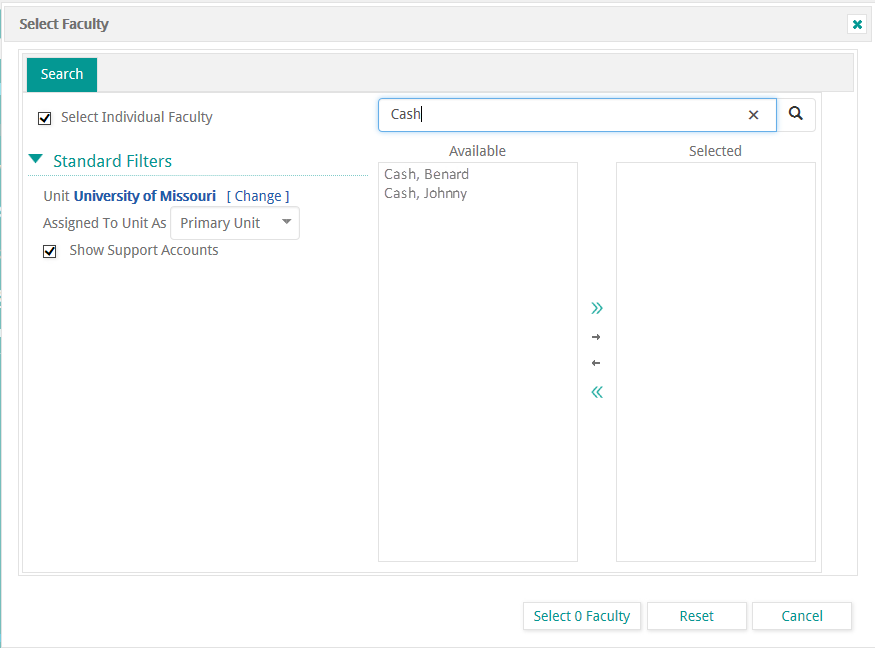 Select Faculty
Search
Select Individual Faculty
Cash
Standard Filters
Unit University of Missouri [ Change ]
Assigned To Unit As Primary Unit
Show Support Accounts
Available
Cash, Benard
Cash, Johnny
Selected
Select 0 Faculty
Reset
Cancel